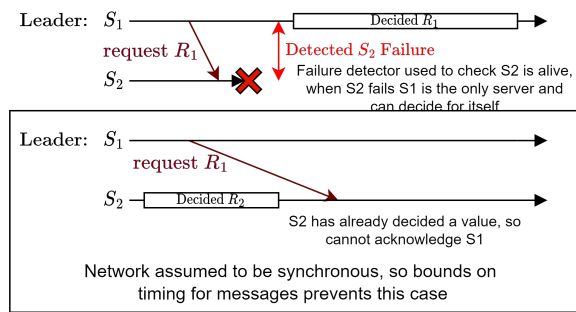 Leader: S₁ Decided R₁
request R₁
Detected S₂ Failure
S₂
Failure detector used to check S2 is alive,
when S2 fails S1 is the only server and
can decide for itself
Leader: S₁
request R₁
S₂ Decided R₂
S2 has already decided a value, so
cannot acknowledge S1
Network assumed to be synchronous, so bounds on
timing for messages prevents this case